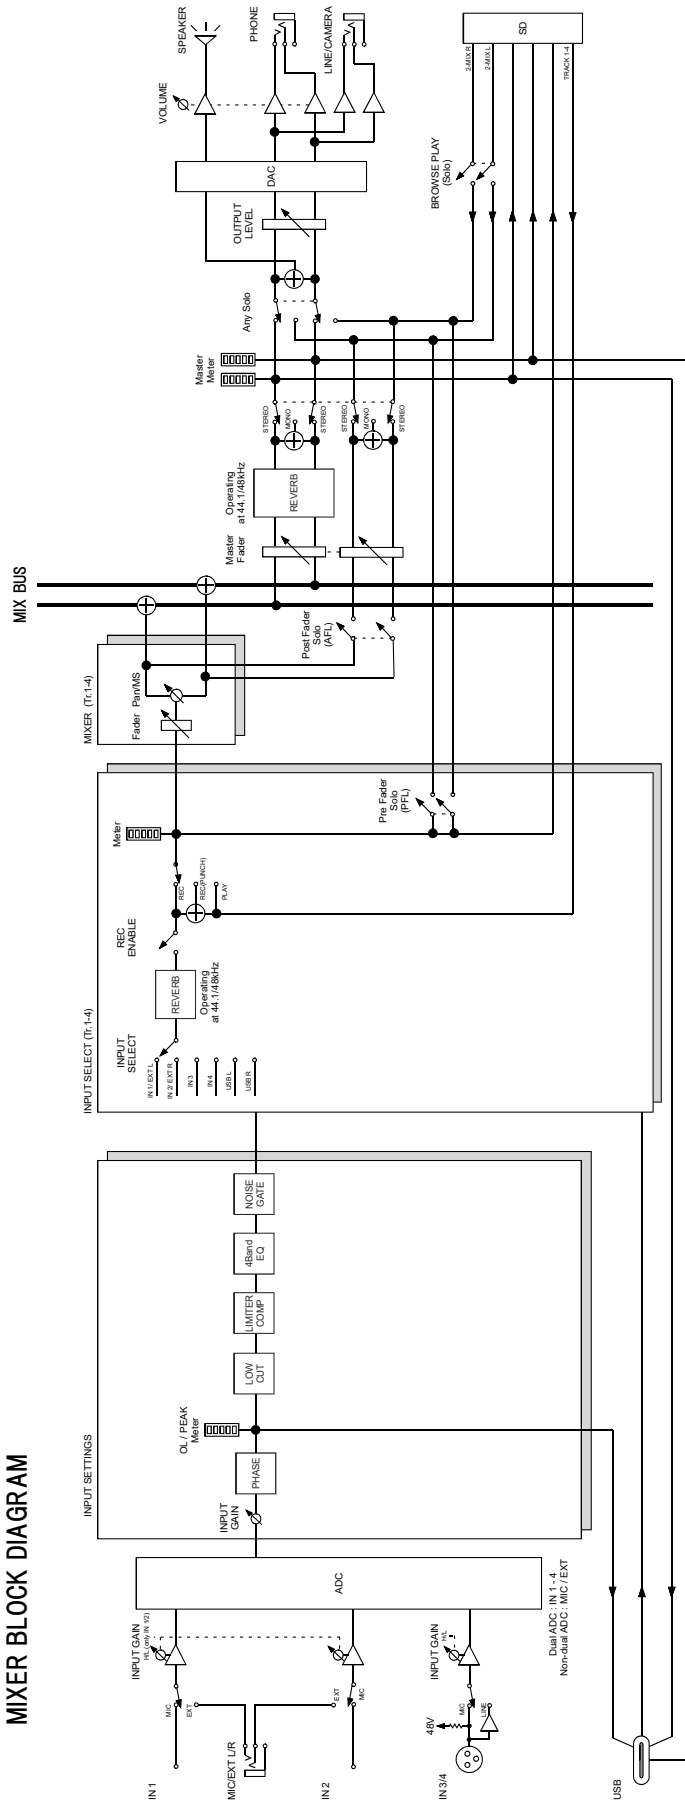 MIXER BLOCK DIAGRAM
IN 1
MIC/EXT L/R
IN 2
IN 3/4
USB
MIC
EXT
EXT
MIC
48V
MIC
LINE
INPUT GAIN
H/L (only IN 1/2)
INPUT GAIN
H/L
ADC
Dual ADC : IN 1 - 4
Non-dual ADC : MIC / EXT
INPUT SETTINGS
INPUT
GAIN
PHASE
OL / PEAK
Meter
LOW
CUT
LIMITER
COMP
4Band
EQ
NOISE
GATE
INPUT SELECT (Tr.1-4)
IN 1/ EXT L
IN 2/ EXT R
IN 3
IN 4
USB L
USB R
INPUT
SELECT
REVERB
Operating
at 44.1/48kHz
REC
ENABLE
REC
REC(PUNCH)
PLAY
Meter
Pre Fader
Solo
(PFL)
MIXER (Tr.1-4)
Fader
Pan/MS
MIX BUS
Post Fader
Solo
(AFL)
Master
Fader
Operating
at 44.1/48kHz
REVERB
STEREO
MONO
STEREO
STEREO
MONO
STEREO
Master
Meter
Any Solo
OUTPUT
LEVEL
DAC
VOLUME
SPEAKER
PHONE
LINE/CAMERA
BROWSE PLAY
(Solo)
2-MIX R
2-MIX L
TRACK 1-4
SD